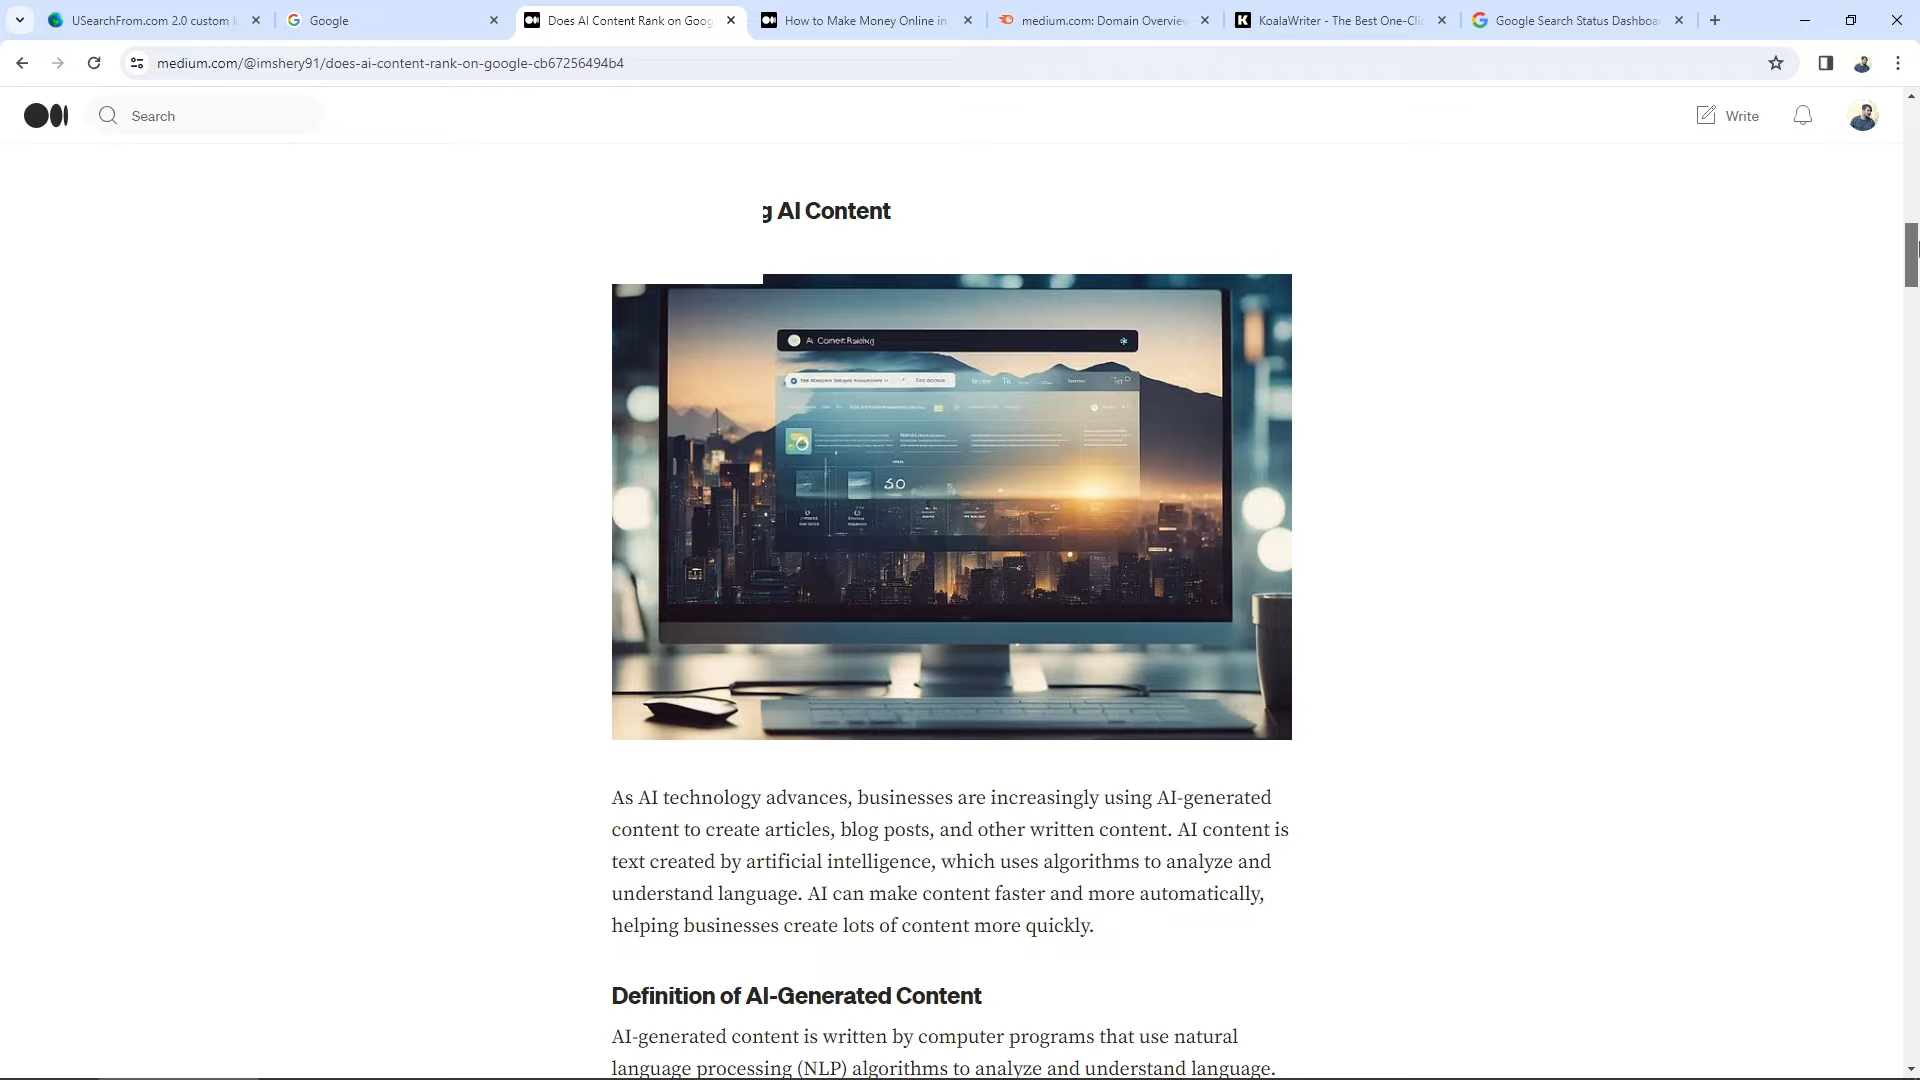 USearchFrom.com 2.0 custom
Google
Does AI Content Rank on Goog
How to Make Money Online in
medium.com: Domain Overview
KoalaWriter - The Best One-Clic
Google Search Status Dashboa
medium.com/@imshery91/does-ai-content-rank-on-google-cb67256494b4
Search
Write
g AI Content
As AI technology advances, businesses are increasingly using AI-generated
content to create articles, blog posts, and other written content. AI content is
text created by artificial intelligence, which uses algorithms to analyze and
understand language. AI can make content faster and more automatically,
helping businesses create lots of content more quickly.
Definition of AI-Generated Content
AI-generated content is written by computer programs that use natural
language processing (NLP) algorithms to analyze and understand language.